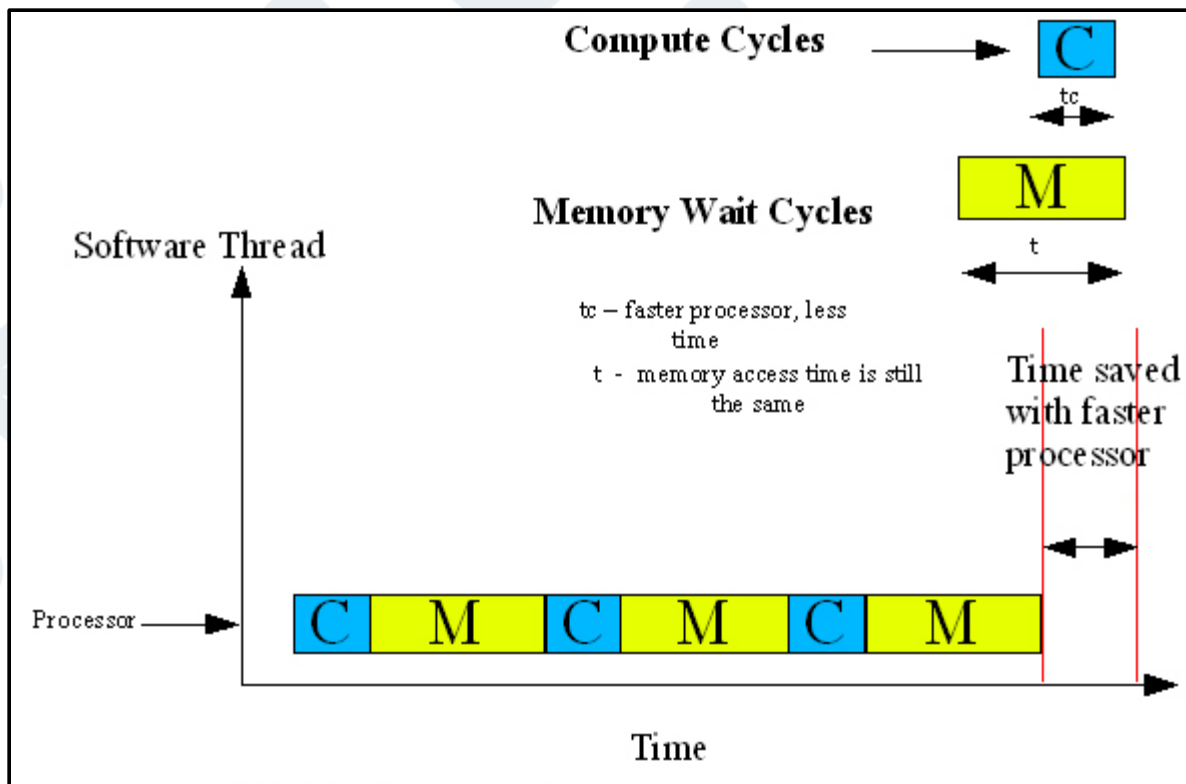 Compute Cycles
C
tc
M
Memory Wait Cycles
t
Software Thread
tc – faster processor, less
time
t - memory access time is still
the same
Time saved
with faster
processor
Processor
C M C M C M
Time